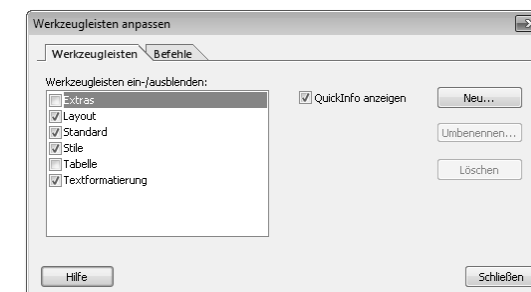 Werkzeugleisten anpassen
Werkzeugleisten Befehle
Werkzeugleisten ein-/ausblenden:
Extras
Layout
Standard
Stile
Tabelle
Textformatierung
QuickInfo anzeigen
Neu...
Umbenennen...
Löschen
Hilfe
Schließen